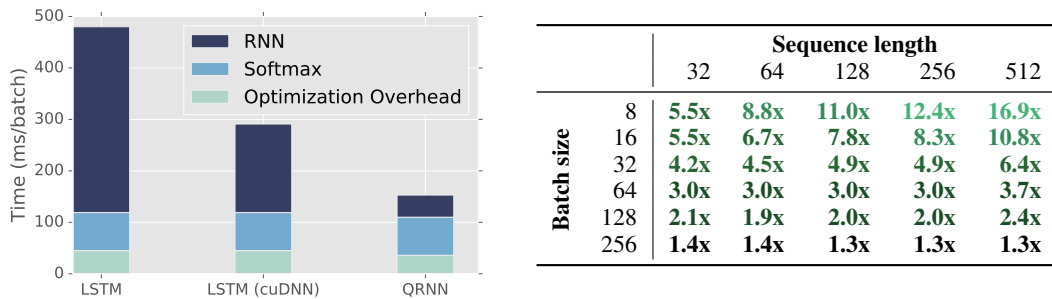 500
400
300
200
100
0
Time (ms/batch)
RNN
Softmax
Optimization Overhead
LSTM LSTM (cuDNN) QRNN
Sequence length
32 64 128 256 512
Batch size
8 5.5x 8.8x 11.0x 12.4x 16.9x
16 5.5x 6.7x 7.8x 8.3x 10.8x
32 4.2x 4.5x 4.9x 4.9x 6.4x
64 3.0x 3.0x 3.0x 3.0x 3.7x
128 2.1x 1.9x 2.0x 2.0x 2.4x
256 1.4x 1.4x 1.3x 1.3x 1.3x